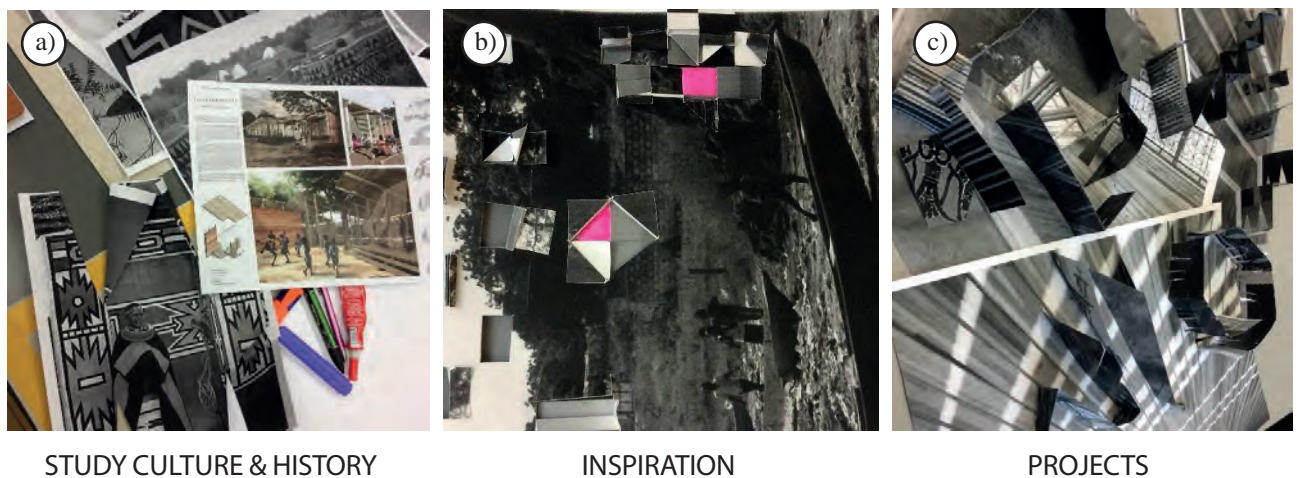 a)
b)
c)
STUDY CULTURE & HISTORY
INSPIRATION
PROJECTS